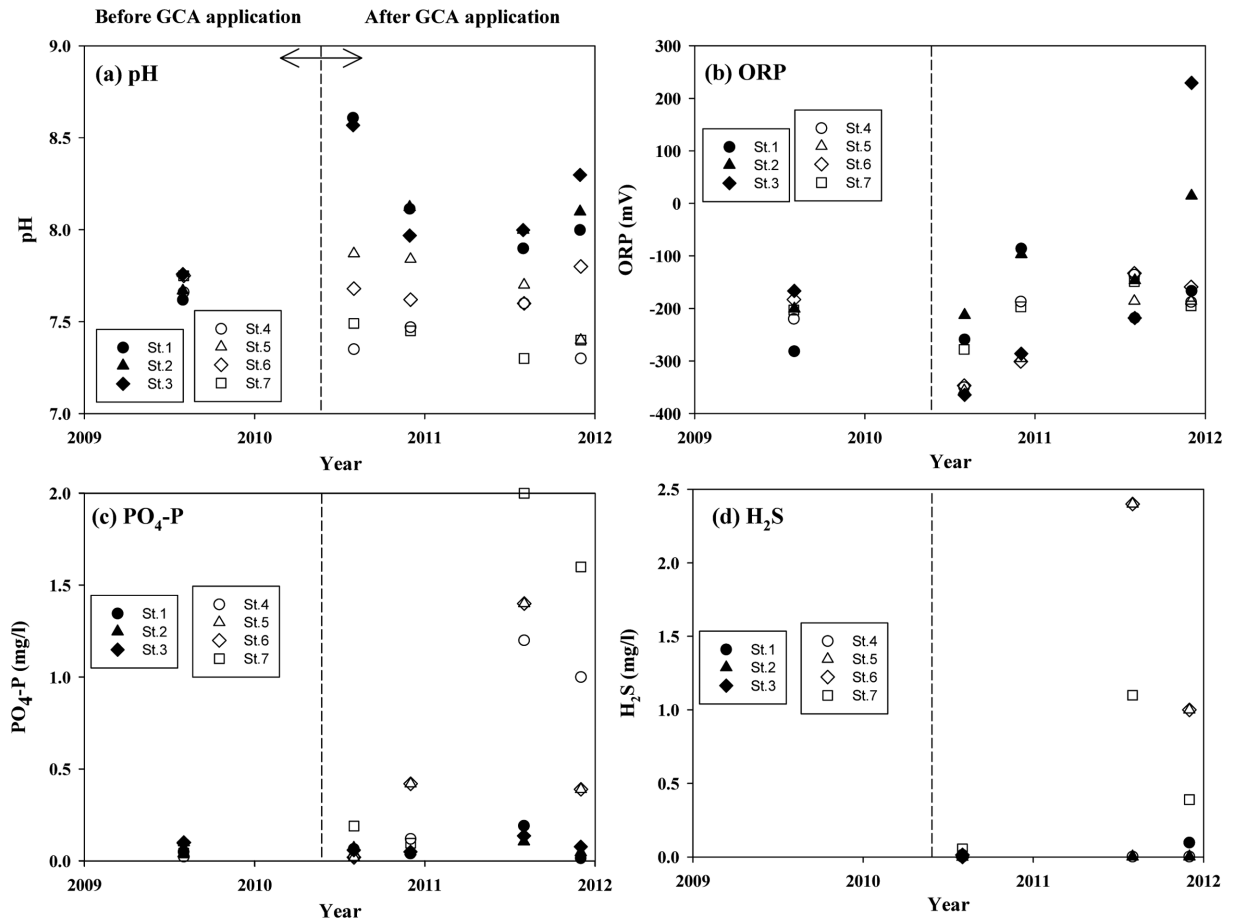 Before GCA application
After GCA application
(a) pH
pH
9.0
8.5
8.0
7.5
7.0
St.1
St.2
St.3
St.4
St.5
St.6
St.7
2009
2010
2011
2012
Year
(b) ORP
ORP (mV)
300
200
100
0
-100
-200
-300
-400
St.1
St.2
St.3
St.4
St.5
St.6
St.7
2009
2010
2011
2012
Year
(c) PO4-P
PO4-P (mg/l)
2.0
1.5
1.0
0.5
0.0
St.1
St.2
St.3
St.4
St.5
St.6
St.7
2009
2010
2011
2012
Year
(d) H2S
H2S (mg/l)
2.5
2.0
1.5
1.0
0.5
0.0
St.1
St.2
St.3
St.4
St.5
St.6
St.7
2009
2010
2011
2012
Year